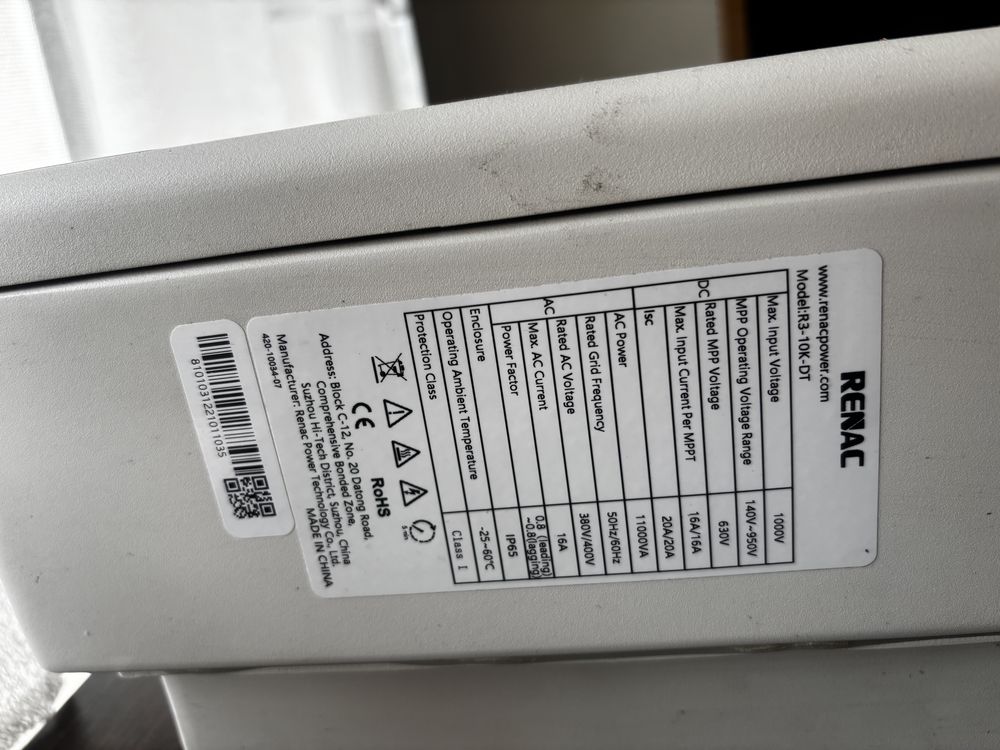 RENAC
www.renacpower.com
Model:R3-10K-DT
DC
Max. Input Voltage 1000V
MPP Operating Voltage Range 140V~950V
Rated MPP Voltage 630V
Max. Input Current Per MPPT 16A/16A
Isc 20A/20A
AC
AC Power 11000VA
Rated Grid Frequency 50Hz/60Hz
Rated AC Voltage 380V/400V
Max. AC Current 16A
Power Factor 0.8 (leading)
~0.8(lagging)
Enclosure IP65
Operating Ambient Temperature -25~60℃
Protection Class Class I
5 min
CE RoHS
Address: Block C-12, No. 20 Datong Road,
Comprehensive Bonded Zone,
Suzhou Hi-Tech District, Suzhou, China
Manufacturer: Renac Power Technology Co., Ltd.
420-10034-07 MADE IN CHINA
8101031221011035